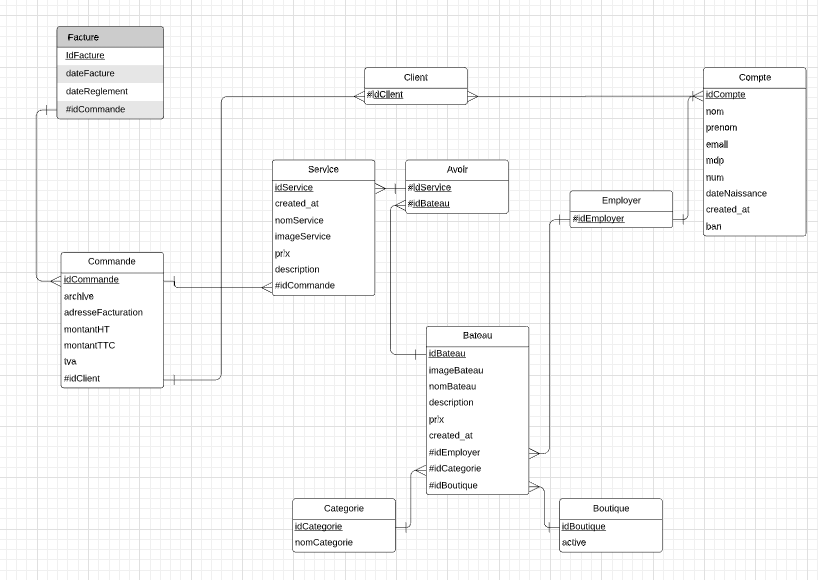 Facture
IdFacture
dateFacture
dateReglement
#idCommande
Client
#idClient
Compte
idCompte
nom
prenom
email
mdp
num
dateNaissance
created_at
ban
Service
idService
created_at
nomService
imageService
prix
description
#idCommande
Avoir
#idService
#idBateau
Employer
#idEmployer
Commande
idCommande
archive
adresseFacturation
montantHT
montantTTC
tva
#idClient
Bateau
idBateau
imageBateau
nomBateau
description
prix
created_at
#idEmployer
#idCategorie
#idBoutique
Categorie
idCategorie
nomCategorie
Boutique
idBoutique
active